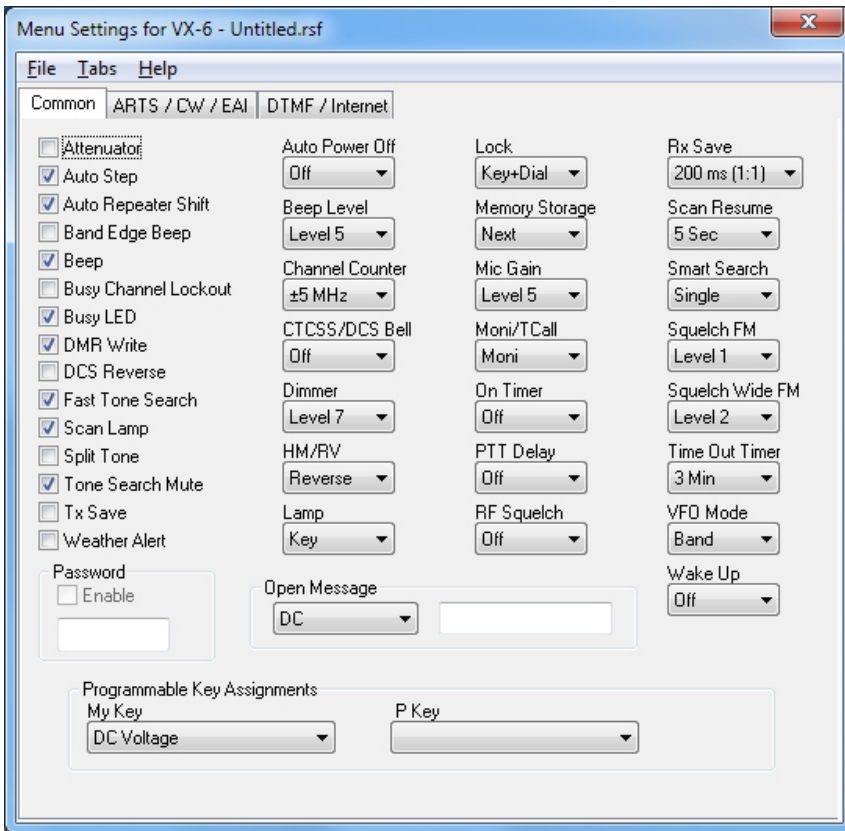 Menu Settings for VX-6 - Untitled.rsf
X
File Tabs Help
Common ARTS / CW / EAI DTMF / Internet
Attenuator
Auto Step
Auto Repeater Shift
Band Edge Beep
Beep
Busy Channel Lockout
Busy LED
DMR Write
DCS Reverse
Fast Tone Search
Scan Lamp
Split Tone
Tone Search Mute
Tx Save
Weather Alert
Password
Enable
Auto Power Off
Off
Beep Level
Level 5
Channel Counter
±5 MHz
CTCSS/DCS Bell
Off
Dimmer
Level 7
HM/RV
Reverse
Lamp
Key
Lock
Key+Dial
Memory Storage
Next
Mic Gain
Level 5
Moni/TCall
Moni
On Timer
Off
PTT Delay
Off
RF Squelch
Off
Rx Save
200 ms (1:1)
Scan Resume
5 Sec
Smart Search
Single
Squelch FM
Level 1
Squelch Wide FM
Level 2
Time Out Timer
3 Min
VFO Mode
Band
Wake Up
Off
Open Message
DC
Programmable Key Assignments
My Key
DC Voltage
P Key